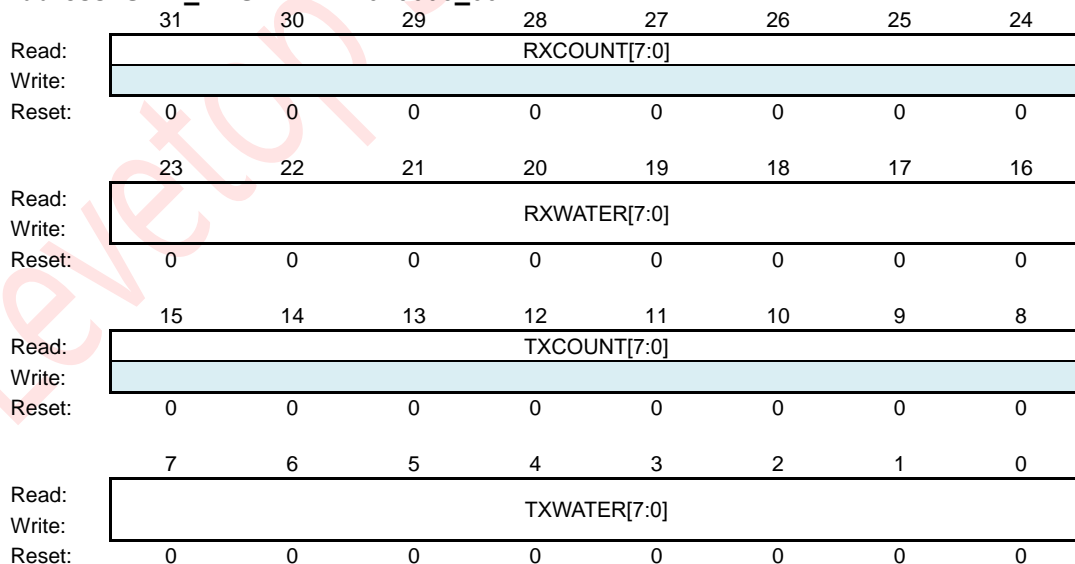 31 30 29 28 27 26 25 24
Read: RXCOUNT[7:0]
Write:
Reset: 0 0 0 0 0 0 0 0
23 22 21 20 19 18 17 16
Read:
RXWATER[7:0]
Write:
Reset: 0 0 0 0 0 0 0 0
15 14 13 12 11 10 9 8
Read: TXCOUNT[7:0]
Write:
Reset: 0 0 0 0 0 0 0 0
7 6 5 4 3 2 1 0
Read:
TXWATER[7:0]
Write:
Reset: 0 0 0 0 0 0 0 0
Levetop